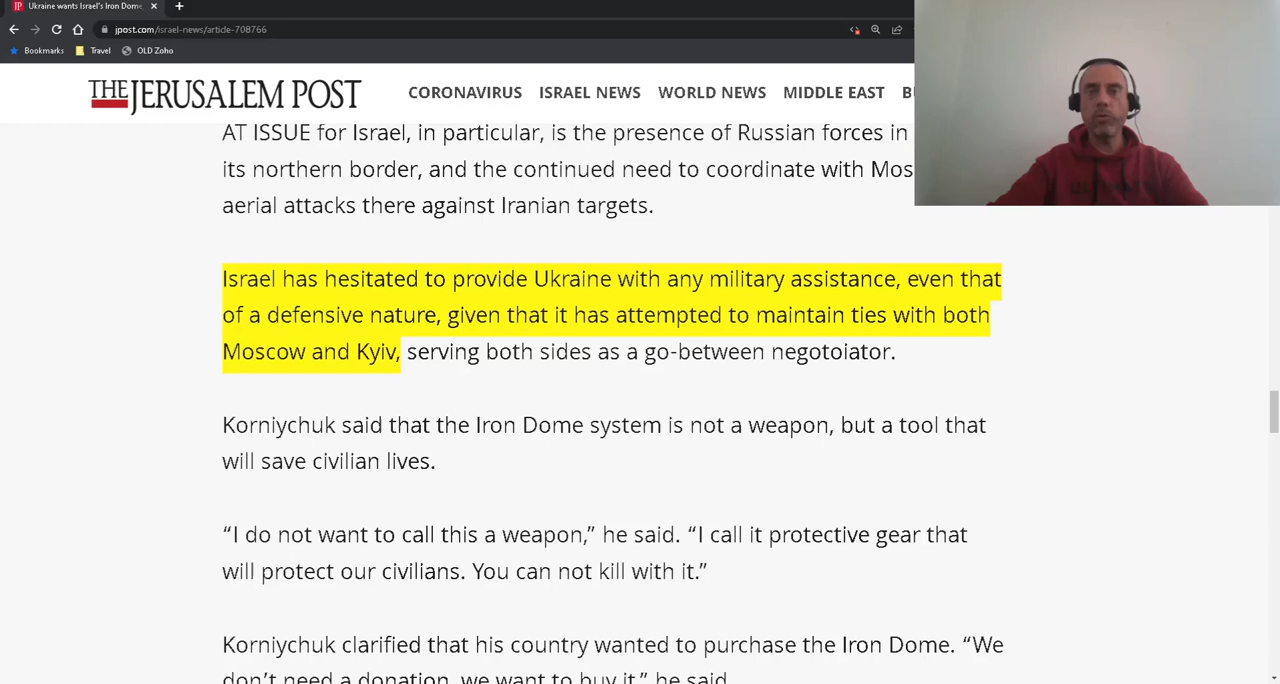 Ukraine wants Israel's Iron Dome
jpost.com/israel-news/article-708766
Bookmarks Travel OLD Zoho
THE JERUSALEM POST CORONAVIRUS ISRAEL NEWS WORLD NEWS MIDDLE EAST
AT ISSUE for Israel, in particular, is the presence of Russian forces in
its northern border, and the continued need to coordinate with Mos
aerial attacks there against Iranian targets.
Israel has hesitated to provide Ukraine with any military assistance, even that
of a defensive nature, given that it has attempted to maintain ties with both
Moscow and Kyiv, serving both sides as a go-between negotoiator.
Korniychuk said that the Iron Dome system is not a weapon, but a tool that
will save civilian lives.
“I do not want to call this a weapon,” he said. “I call it protective gear that
will protect our civilians. You can not kill with it.”
Korniychuk clarified that his country wanted to purchase the Iron Dome. “We
don’t need a donation, we want to buy it,” he said.